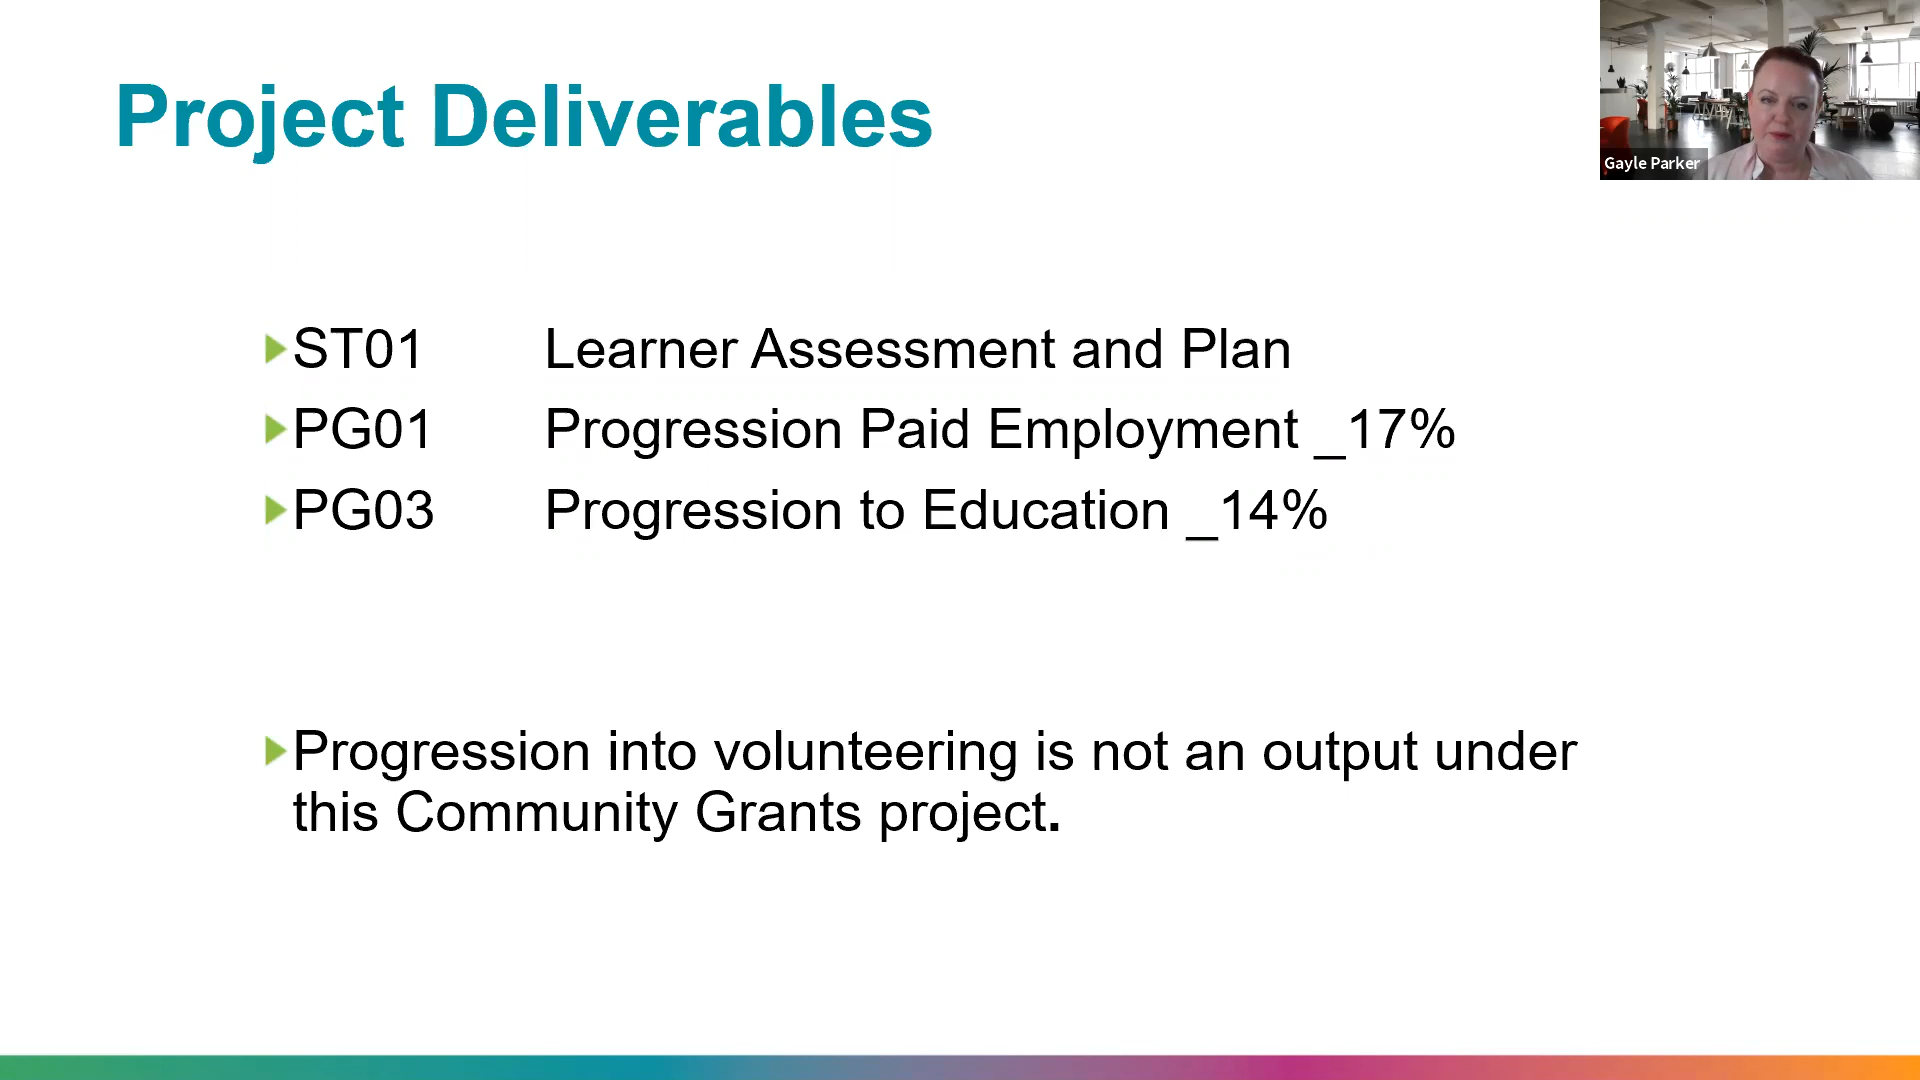 Project Deliverables
Gayle Parker
ST01 Learner Assessment and Plan
PG01 Progression Paid Employment _17%
PG03 Progression to Education _14%
Progression into volunteering is not an output under
this Community Grants project.